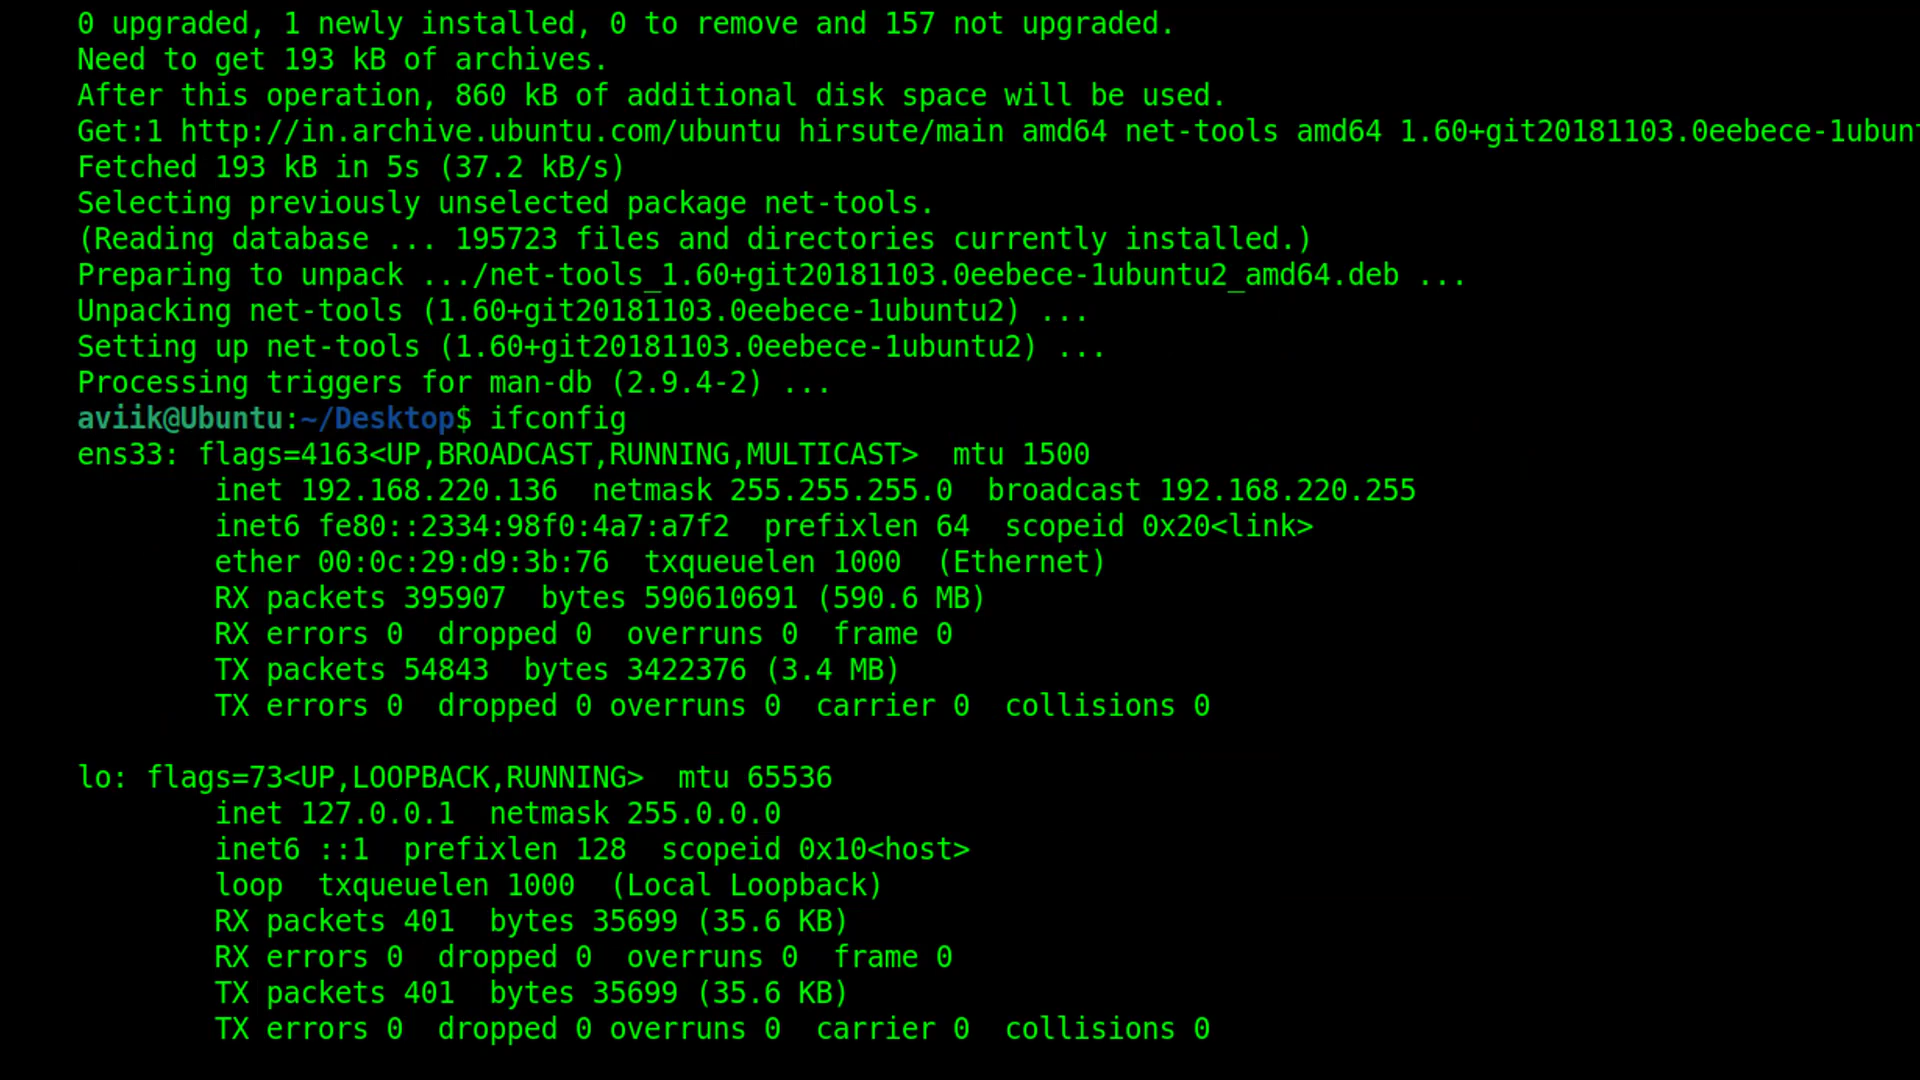 0 upgraded, 1 newly installed, 0 to remove and 157 not upgraded.
Need to get 193 kB of archives.
After this operation, 860 kB of additional disk space will be used.
Get:1 http://in.archive.ubuntu.com/ubuntu hirsute/main amd64 net-tools amd64 1.60+git20181103.0eebece-1ubunt
Fetched 193 kB in 5s (37.2 kB/s)
Selecting previously unselected package net-tools.
(Reading database ... 195723 files and directories currently installed.)
Preparing to unpack .../net-tools_1.60+git20181103.0eebece-1ubuntu2_amd64.deb ...
Unpacking net-tools (1.60+git20181103.0eebece-1ubuntu2) ...
Setting up net-tools (1.60+git20181103.0eebece-1ubuntu2) ...
Processing triggers for man-db (2.9.4-2) ...
aviik@Ubuntu:~/Desktop$ ifconfig
ens33: flags=4163<UP,BROADCAST,RUNNING,MULTICAST>  mtu 1500
        inet 192.168.220.136  netmask 255.255.255.0  broadcast 192.168.220.255
        inet6 fe80::2334:98f0:4a7:a7f2  prefixlen 64  scopeid 0x20<link>
        ether 00:0c:29:d9:3b:76  txqueuelen 1000  (Ethernet)
        RX packets 395907  bytes 590610691 (590.6 MB)
        RX errors 0  dropped 0  overruns 0  frame 0
        TX packets 54843  bytes 3422376 (3.4 MB)
        TX errors 0  dropped 0 overruns 0  carrier 0  collisions 0

lo: flags=73<UP,LOOPBACK,RUNNING>  mtu 65536
        inet 127.0.0.1  netmask 255.0.0.0
        inet6 ::1  prefixlen 128  scopeid 0x10<host>
        loop  txqueuelen 1000  (Local Loopback)
        RX packets 401  bytes 35699 (35.6 KB)
        RX errors 0  dropped 0  overruns 0  frame 0
        TX packets 401  bytes 35699 (35.6 KB)
        TX errors 0  dropped 0 overruns 0  carrier 0  collisions 0